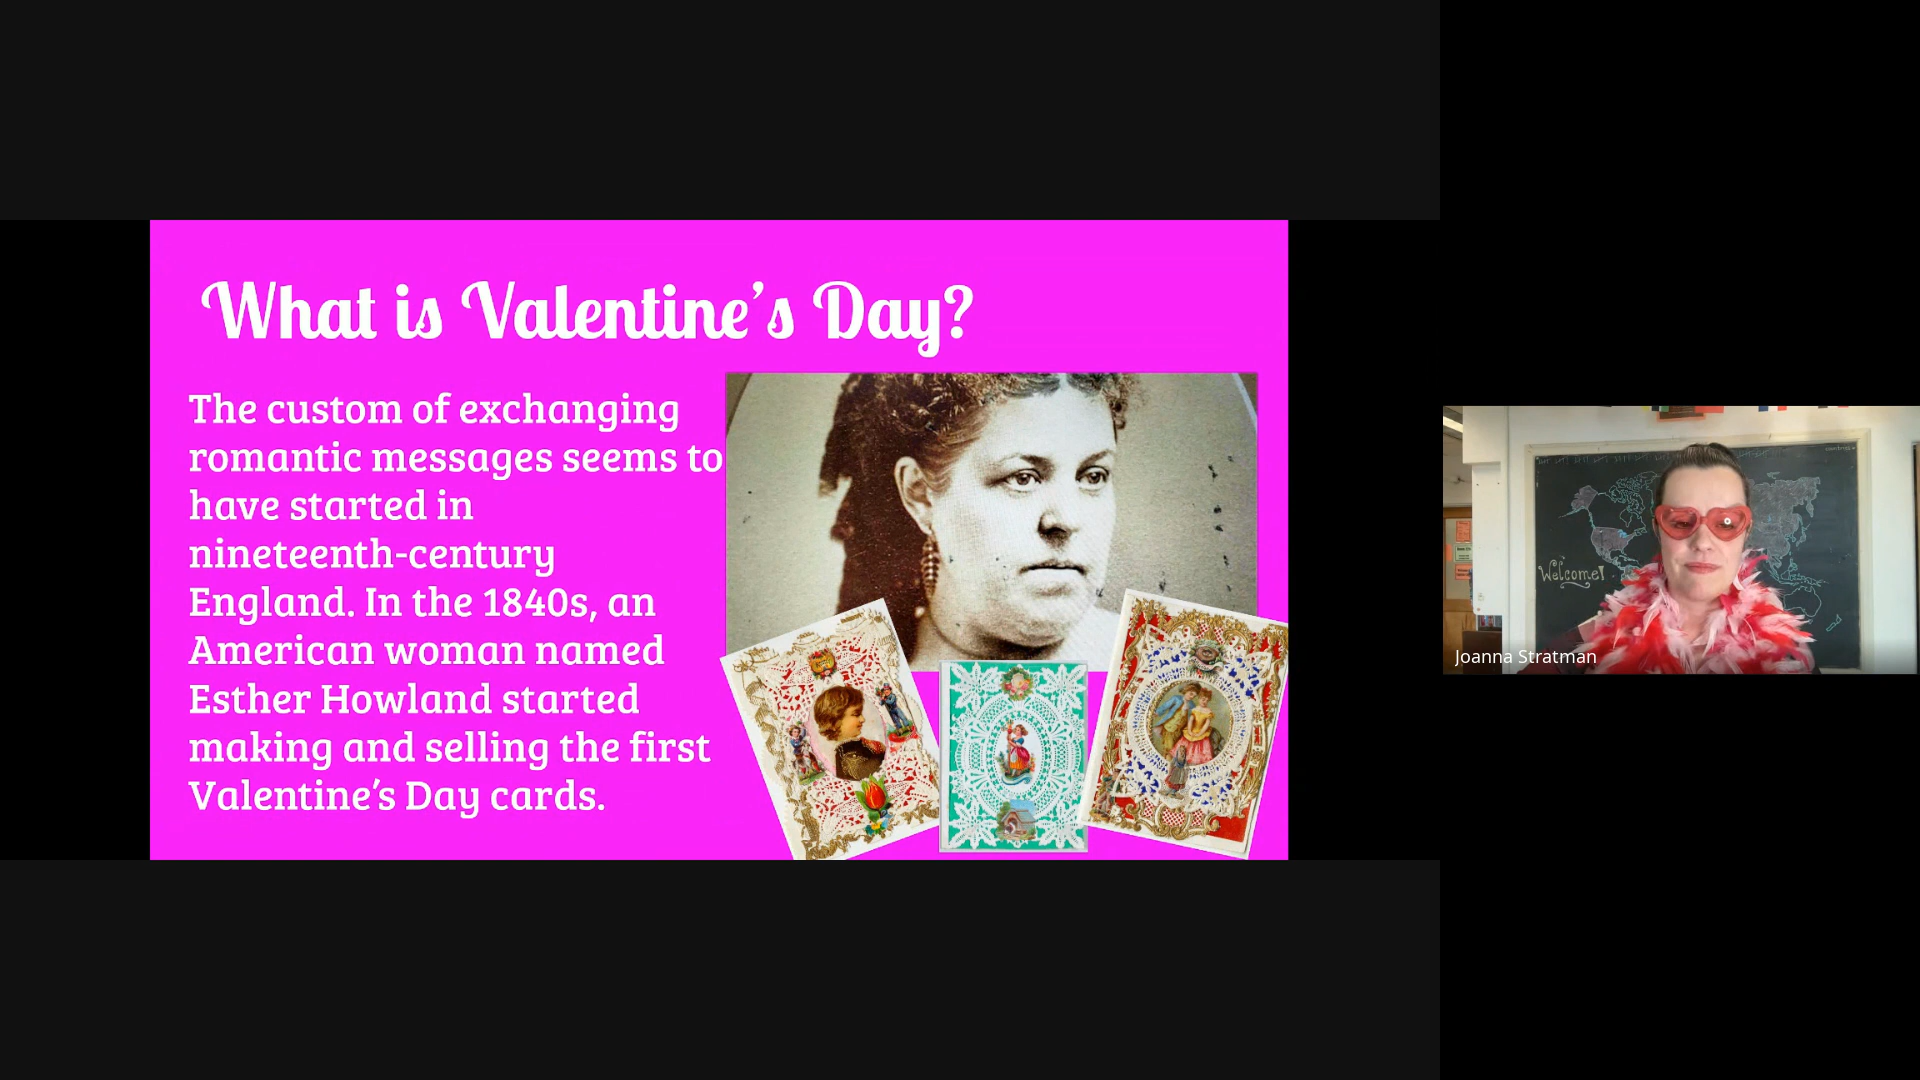 What is Valentine's Day?
The custom of exchanging
romantic messages seems to
have started in
nineteenth-century
England. In the 1840s, an
American woman named
Esther Howland started
making and selling the first
Valentine's Day cards.
Welcome!
Joanna Stratman